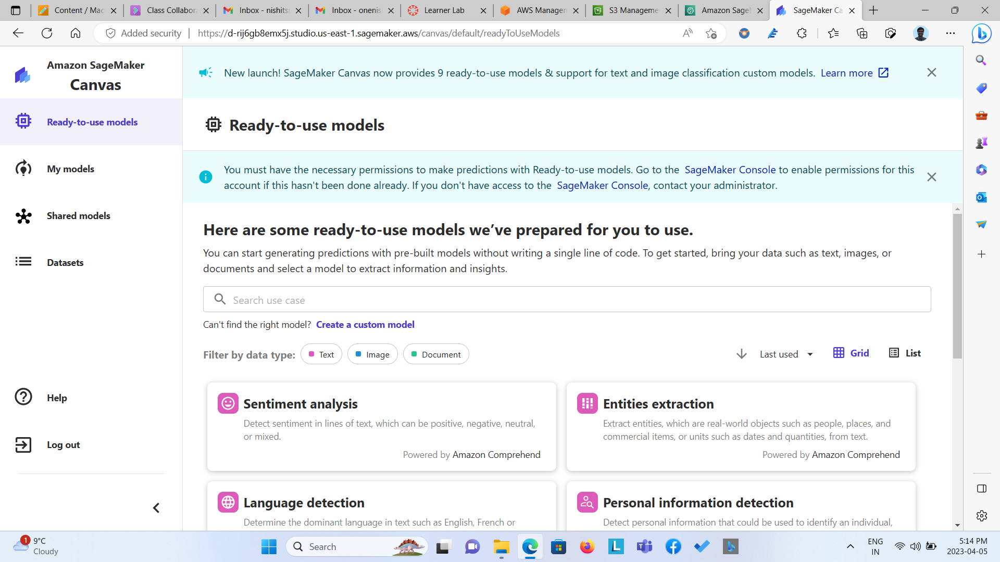 Content / Mac
Class Collabora
Inbox - nishits
Inbox - onenis
Learner Lab
AWS Managem
S3 Manageme
Amazon SageM
SageMaker Ca
Added security
https://d-rij6gb8emx5j.studio.us-east-1.sagemaker.aws/canvas/default/readyToUseModels
Amazon SageMaker
Canvas
Ready-to-use models
My models
Shared models
Datasets
Help
Log out
New launch! SageMaker Canvas now provides 9 ready-to-use models & support for text and image classification custom models. Learn more
Ready-to-use models
You must have the necessary permissions to make predictions with Ready-to-use models. Go to the SageMaker Console to enable permissions for this
account if this hasn't been done already. If you don't have access to the SageMaker Console, contact your administrator.
Here are some ready-to-use models we’ve prepared for you to use.
You can start generating predictions with pre-built models without writing a single line of code. To get started, bring your data such as text, images, or
documents and select a model to extract information and insights.
Search use case
Can't find the right model? Create a custom model
Filter by data type: Text Image Document
Last used Grid List
Sentiment analysis
Detect sentiment in lines of text, which can be positive, negative, neutral,
or mixed.
Powered by Amazon Comprehend
Entities extraction
Extract entities, which are real-world objects such as people, places, and
commercial items, or units such as dates and quantities, from text.
Powered by Amazon Comprehend
Language detection
Determine the dominant language in text such as English, French or
Personal information detection
Detect personal information that could be used to identify an individual,
1
9°C
Cloudy
Search
ENG
IN
5:14 PM
2023-04-05